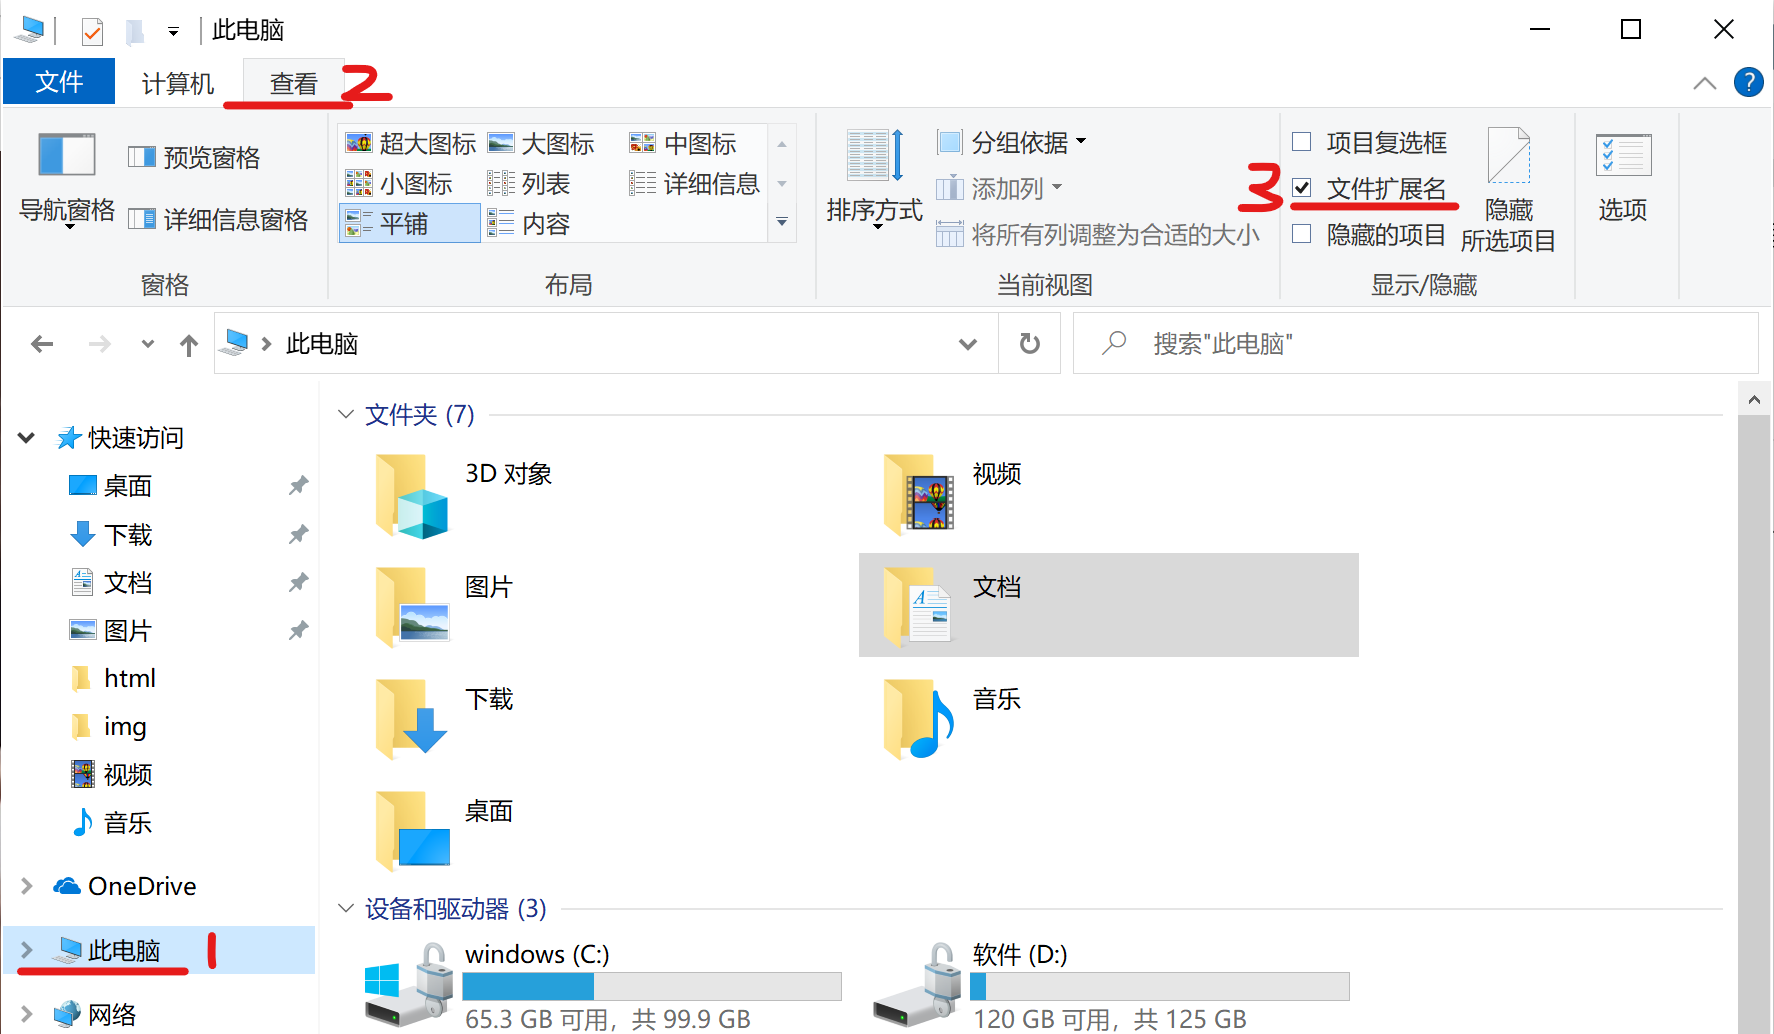 此电脑
文件 计算机 查看 2
导航窗格
预览窗格
详细信息窗格
窗格
超大图标 大图标 中图标
小图标 列表 详细信息
平铺 内容
布局
排序方式
分组依据
添加列
将所有列调整为合适的大小
当前视图
项目复选框
3 文件扩展名
隐藏的项目
隐藏
所选项目
显示/隐藏
选项
此电脑
搜索"此电脑"
快速访问
桌面
下载
文档
图片
html
img
视频
音乐
OneDrive
此电脑 1
网络
文件夹 (7)
3D 对象
视频
图片
文档
下载
音乐
桌面
设备和驱动器 (3)
windows (C:)
65.3 GB 可用，共 99.9 GB
软件 (D:)
120 GB 可用，共 125 GB